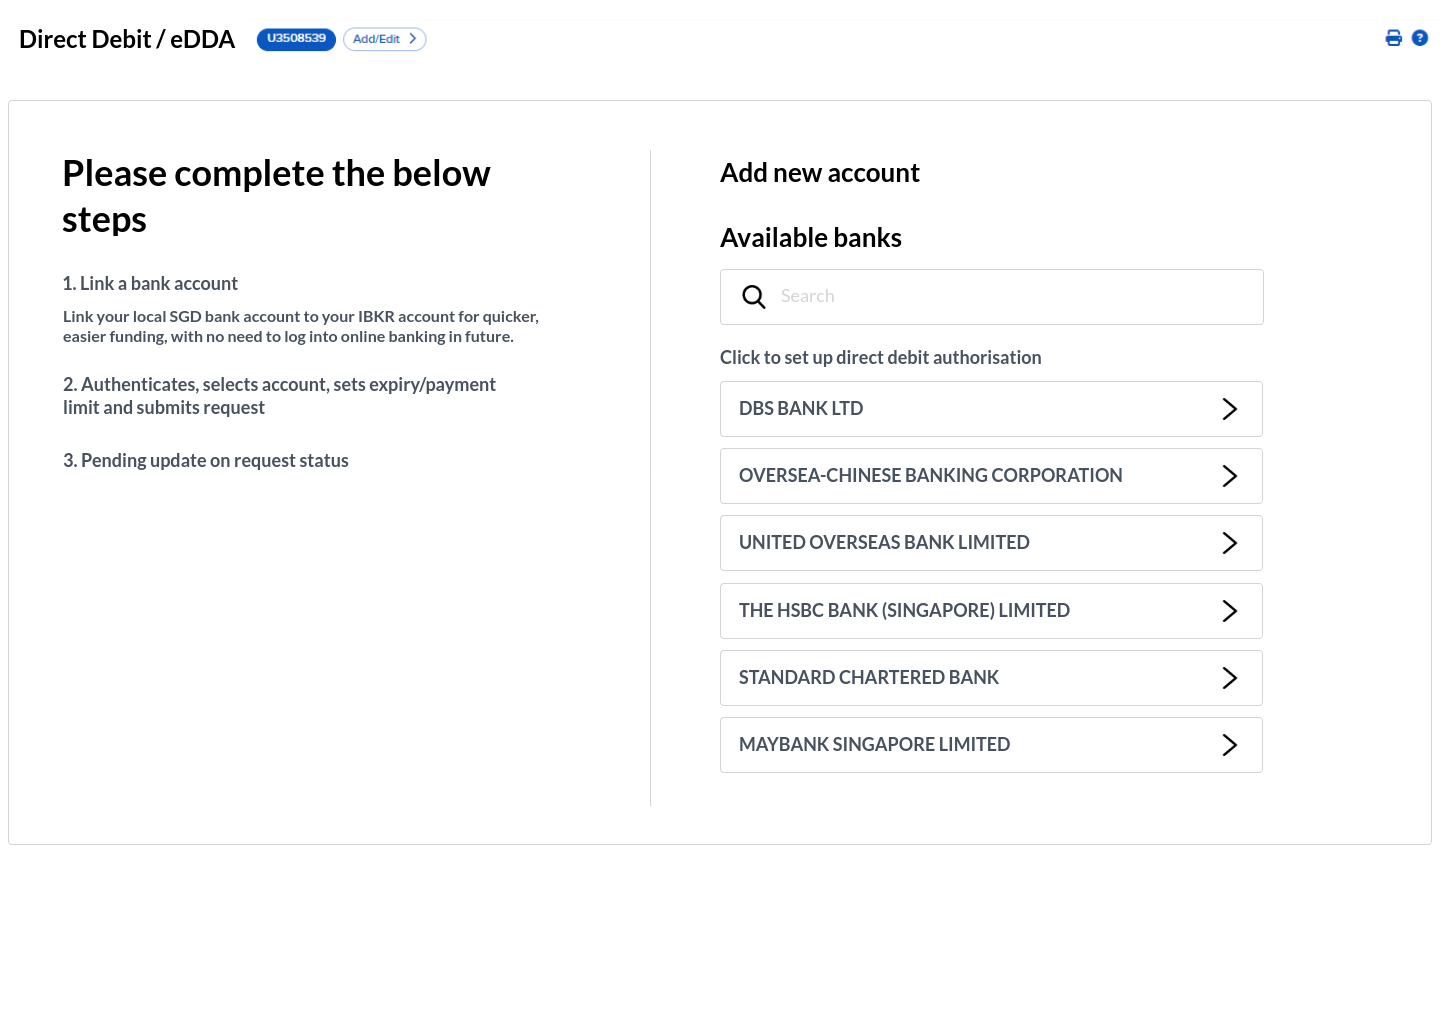 Direct Debit / eDDA
U3508539
Add/Edit
Please complete the below
steps
1. Link a bank account
Link your local SGD bank account to your IBKR account for quicker,
easier funding, with no need to log into online banking in future.
2. Authenticates, selects account, sets expiry/payment
limit and submits request
3. Pending update on request status
Add new account
Available banks
Search
Click to set up direct debit authorisation
DBS BANK LTD
OVERSEA-CHINESE BANKING CORPORATION
UNITED OVERSEAS BANK LIMITED
THE HSBC BANK (SINGAPORE) LIMITED
STANDARD CHARTERED BANK
MAYBANK SINGAPORE LIMITED